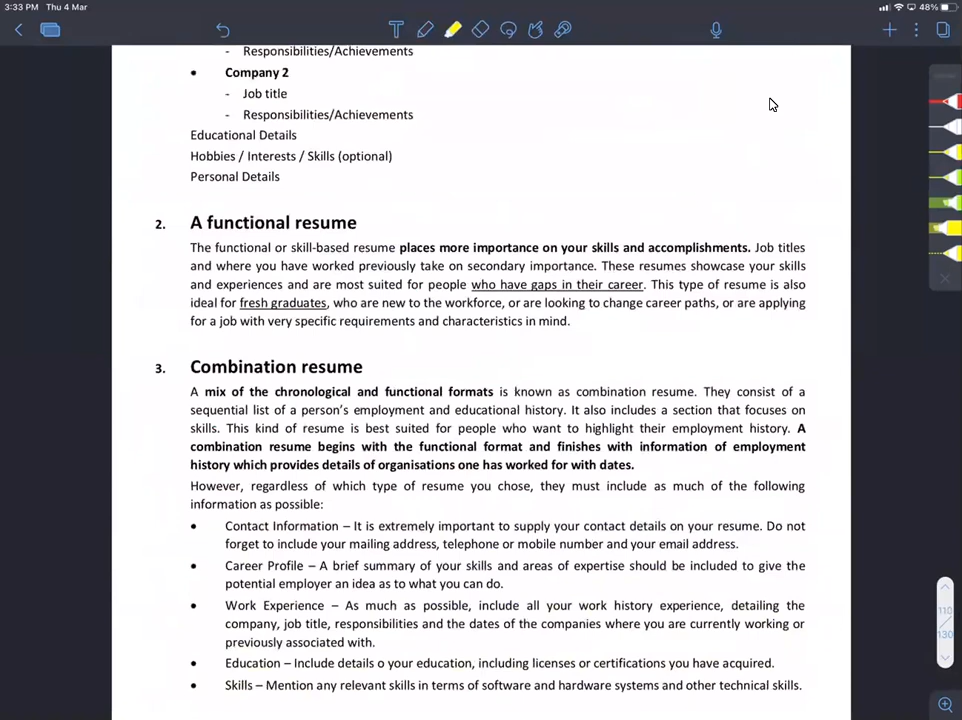 3:33 PM Thu 4 Mar
48%
- Responsibilities/Achievements
• Company 2
- Job title
- Responsibilities/Achievements
Educational Details
Hobbies / Interests / Skills (optional)
Personal Details
2. A functional resume
The functional or skill-based resume places more importance on your skills and accomplishments. Job titles
and where you have worked previously take on secondary importance. These resumes showcase your skills
and experiences and are most suited for people who have gaps in their career. This type of resume is also
ideal for fresh graduates, who are new to the workforce, or are looking to change career paths, or are applying
for a job with very specific requirements and characteristics in mind.
3. Combination resume
A mix of the chronological and functional formats is known as combination resume. They consist of a
sequential list of a person's employment and educational history. It also includes a section that focuses on
skills. This kind of resume is best suited for people who want to highlight their employment history. A
combination resume begins with the functional format and finishes with information of employment
history which provides details of organisations one has worked for with dates.
However, regardless of which type of resume you chose, they must include as much of the following
information as possible:
• Contact Information – It is extremely important to supply your contact details on your resume. Do not
forget to include your mailing address, telephone or mobile number and your email address.
• Career Profile – A brief summary of your skills and areas of expertise should be included to give the
potential employer an idea as to what you can do.
• Work Experience – As much as possible, include all your work history experience, detailing the
company, job title, responsibilities and the dates of the companies where you are currently working or
previously associated with.
• Education – Include details o your education, including licenses or certifications you have acquired.
• Skills – Mention any relevant skills in terms of software and hardware systems and other technical skills.
110
130